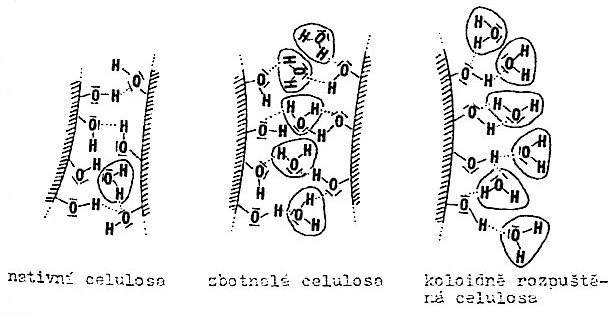 nativní celulosa
zbotnalá celulosa
koloidně rozpuště-
ná celulosa